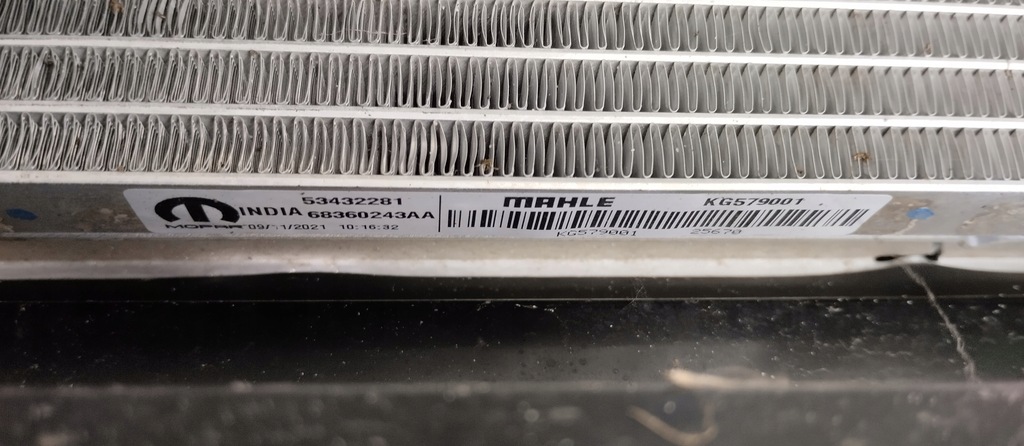 MOPAR
INDIA
53432281
68360243AA
10:16:32
MAHLE
KG579001
KG579001
25670